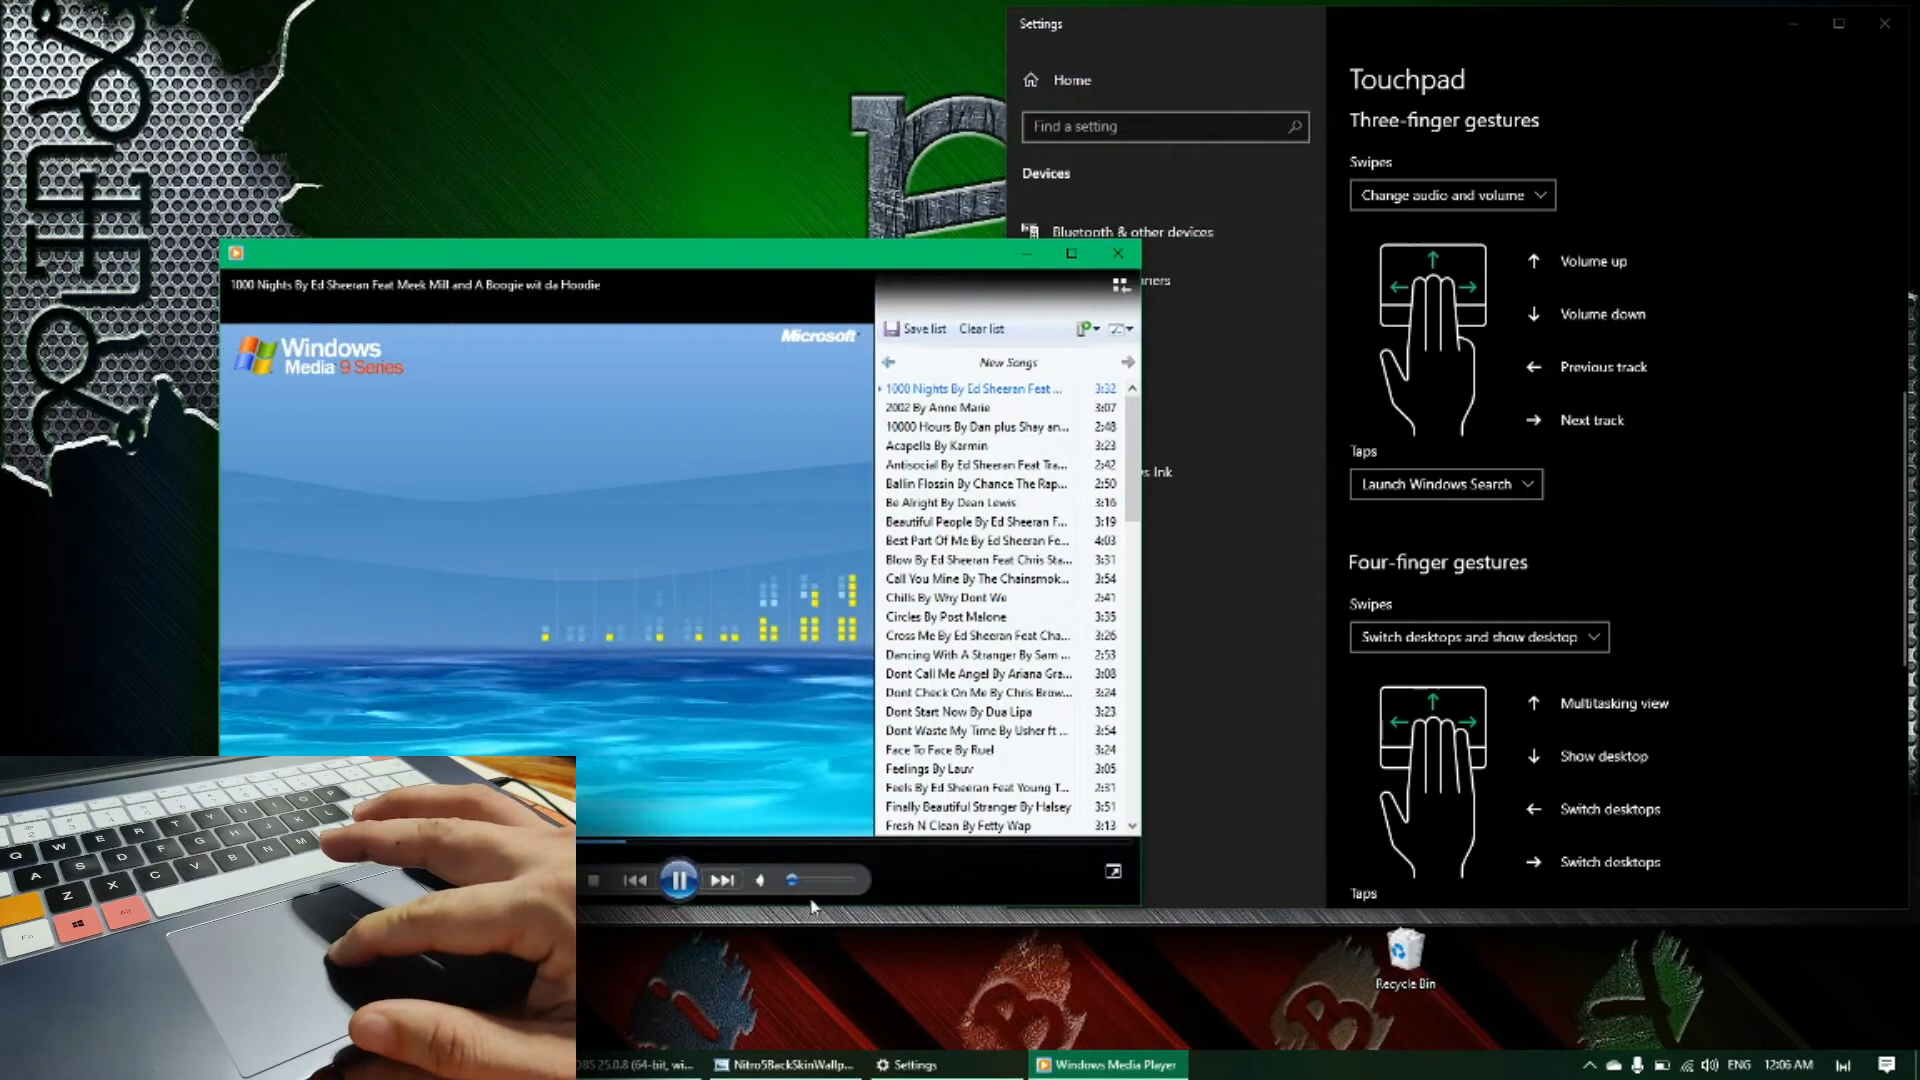 Settings
Home
Find a setting
Devices
Bluetooth & other devices
Touchpad
Three-finger gestures
Swipes
Change audio and volume
Volume up
Volume down
Previous track
Next track
Taps
Launch Windows Search
Four-finger gestures
Swipes
Switch desktops and show desktop
Multitasking view
Show desktop
Switch desktops
Switch desktops
Taps
1000 Nights By Ed Sheeran Feat Meek Mill and A Boogie wit da Hoodie
Windows
Media 9 Series
Microsoft
Save list Clear list
New Songs
1000 Nights By Ed Sheeran Feat ... 3:32
2002 By Anne Marie 3:07
10000 Hours By Dan plus Shay an... 2:48
Acapella By Karmin 3:23
Antisocial By Ed Sheeran Feat Tra... 2:42
Ballin Flossin By Chance The Rap... 2:50
Be Alright By Dean Lewis 3:16
Beautiful People By Ed Sheeran F... 3:19
Best Part Of Me By Ed Sheeran Fe... 4:03
Blow By Ed Sheeran Feat Chris Sta... 3:31
Call You Mine By The Chainsmok... 3:54
Chills By Why Dont We 2:41
Circles By Post Malone 3:35
Cross Me By Ed Sheeran Feat Cha... 3:26
Dancing With A Stranger By Sam ... 2:53
Dont Call Me Angel By Ariana Gra... 3:08
Dont Check On Me By Chris Brow... 3:24
Dont Start Now By Dua Lipa 3:23
Dont Waste My Time By Usher ft ... 3:54
Face To Face By Ruel 3:24
Feelings By Lauv 3:05
Feels By Ed Sheeran Feat Young T... 2:31
Finally Beautiful Stranger By Halsey 3:51
Fresh N Clean By Fetty Wap 3:13
ners
s Ink
Q W E R T Y U I O P
A S D F G H J K L
Z X C V B N M
Fn Alt
Recycle Bin
OBS 25.0.8 (64-bit, wi...
Nitro5BackSkinWallp...
Settings
Windows Media Player
ENG
12:06 AM